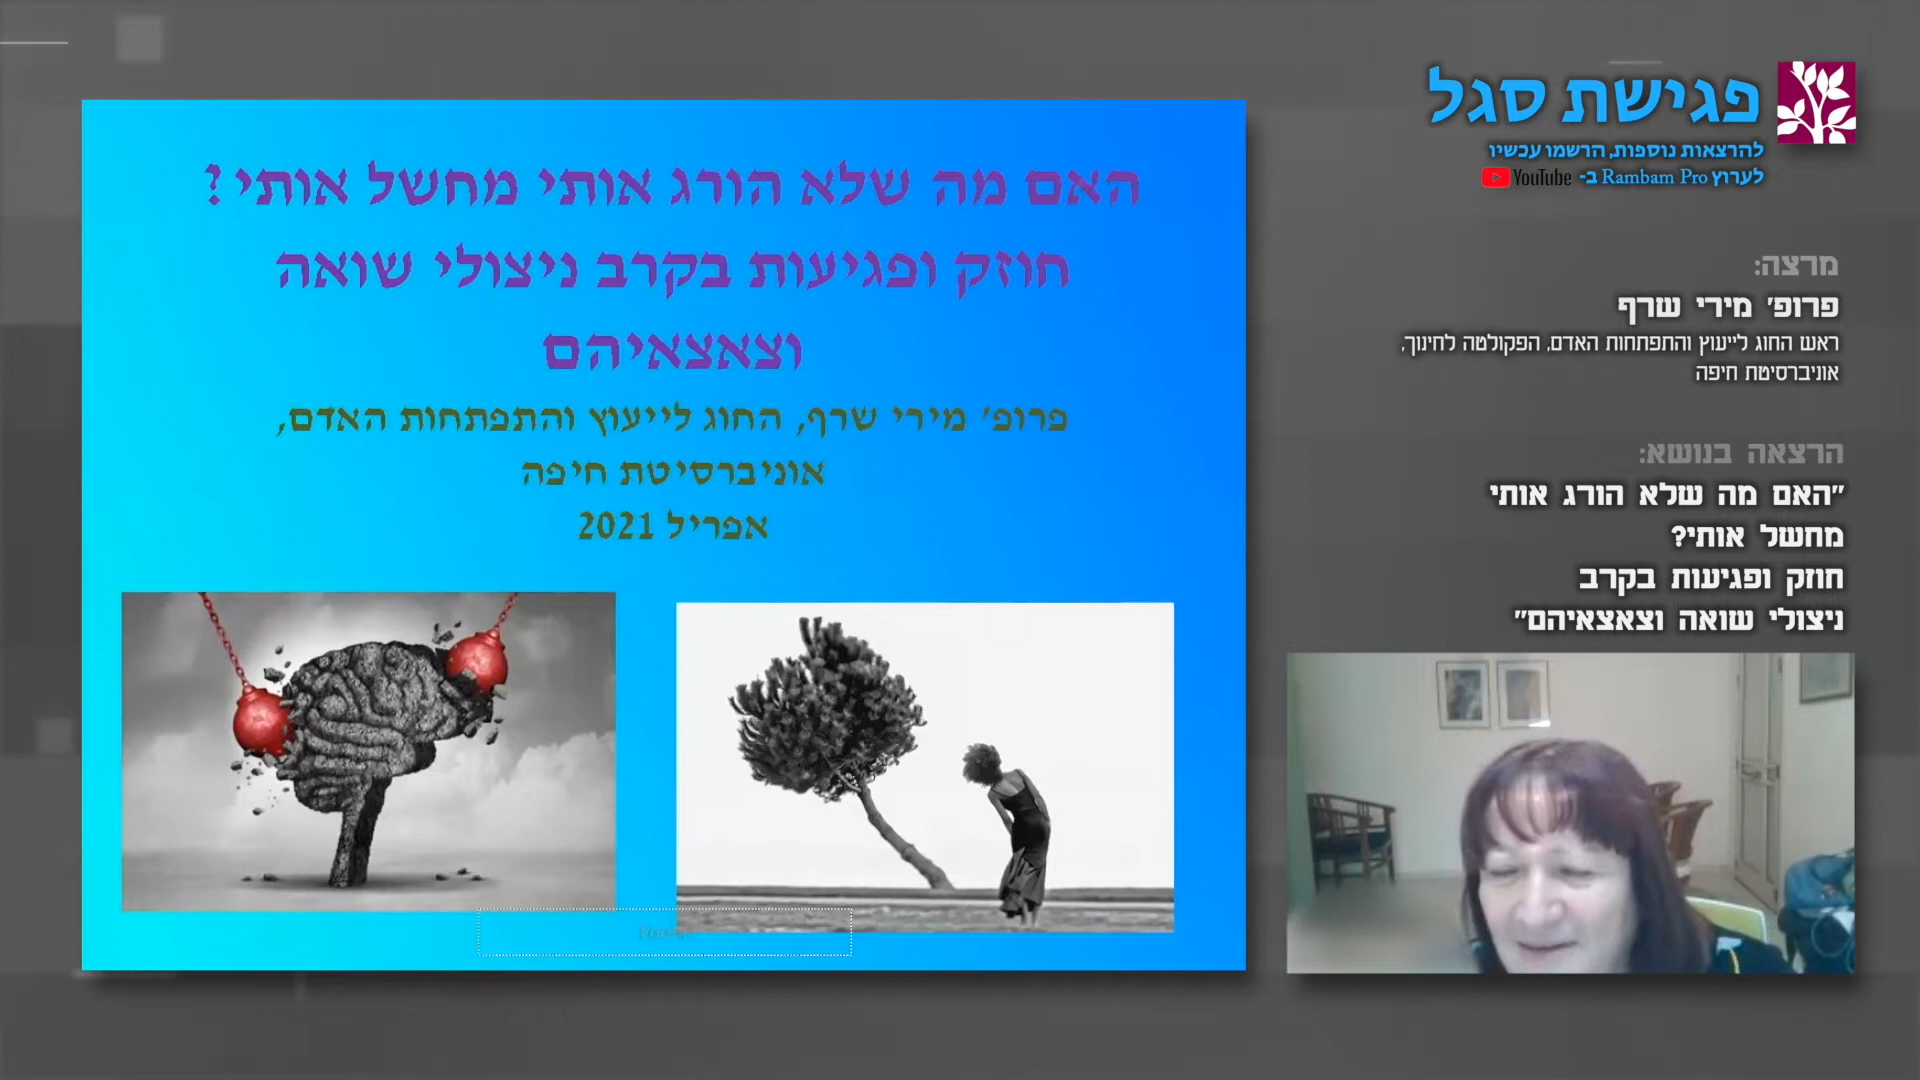 האם מה שלא הורג אותי מחשל אותי?
חוזק ופגיעות בקרב ניצולי שואה
וצאצאיהם
פרופ' מירי שרף, החוג לייעוץ והתפתחות האדם,
אוניברסיטת חיפה
אפריל 2021
פגישת סגל
להרצאות נוספות, הרשמו עכשיו
לערוץ Rambam Pro ב- YouTube
מרצה:
פרופ' מירי שרף
ראש החוג לייעוץ והתפתחות האדם, הפקולטה לחינוך,
אוניברסיטת חיפה
הרצאה בנושא:
"האם מה שלא הורג אותי
מחשל אותי?
חוזק ופגיעות בקרב
ניצולי שואה וצאצאיהם"